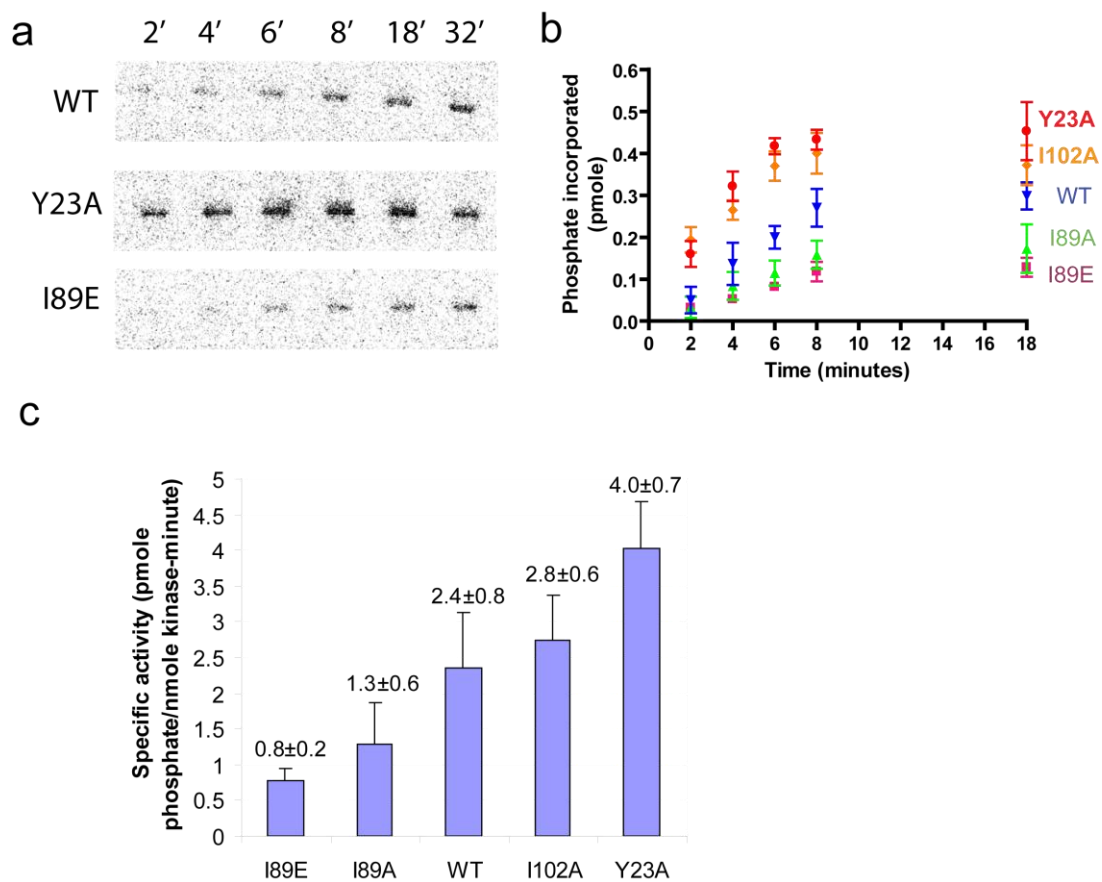 a
2’ 4’ 6’ 8’ 18’ 32’
WT
Y23A
I89E
b
Phosphate incorporated
(pmole)
0.6
0.5
0.4
0.3
0.2
0.1
0.0
0 2 4 6 8 10 12 14 16 18
Time (minutes)
Y23A
I102A
WT
I89A
I89E
c
Specific activity (pmole
phosphate/nmole kinase-minute)
5
4.5
4
3.5
3
2.5
2
1.5
1
0.5
0
0.8±0.2
1.3±0.6
2.4±0.8
2.8±0.6
4.0±0.7
I89E I89A WT I102A Y23A